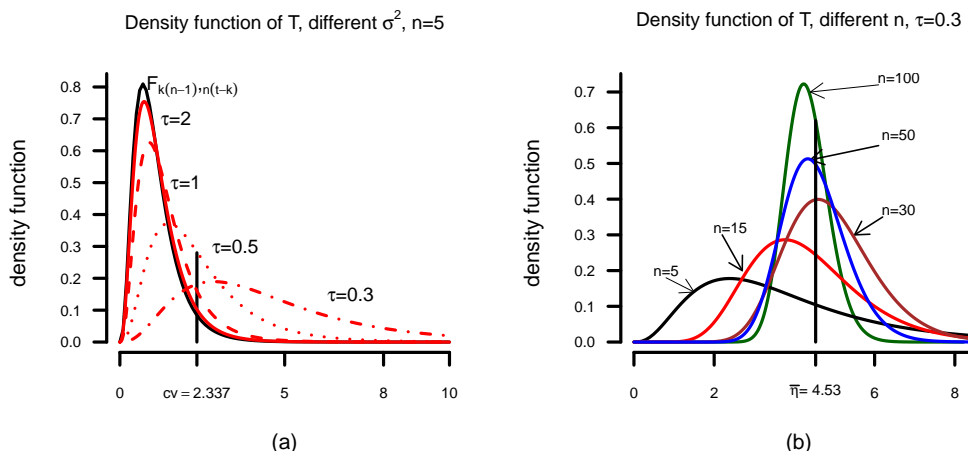 Density function of T, different σ², n=5
density function
0.8
0.7
0.6
0.5
0.4
0.3
0.2
0.1
0.0
F k(n−1),n(t−k)
τ=2
τ=1
τ=0.5
τ=0.3
0
cv = 2.337
5
8
10
(a)
Density function of T, different n, τ=0.3
density function
0.7
0.6
0.5
0.4
0.3
0.2
0.1
0.0
n=100
n=50
n=30
n=15
n=5
0
2
η̅= 4.53
6
8
(b)